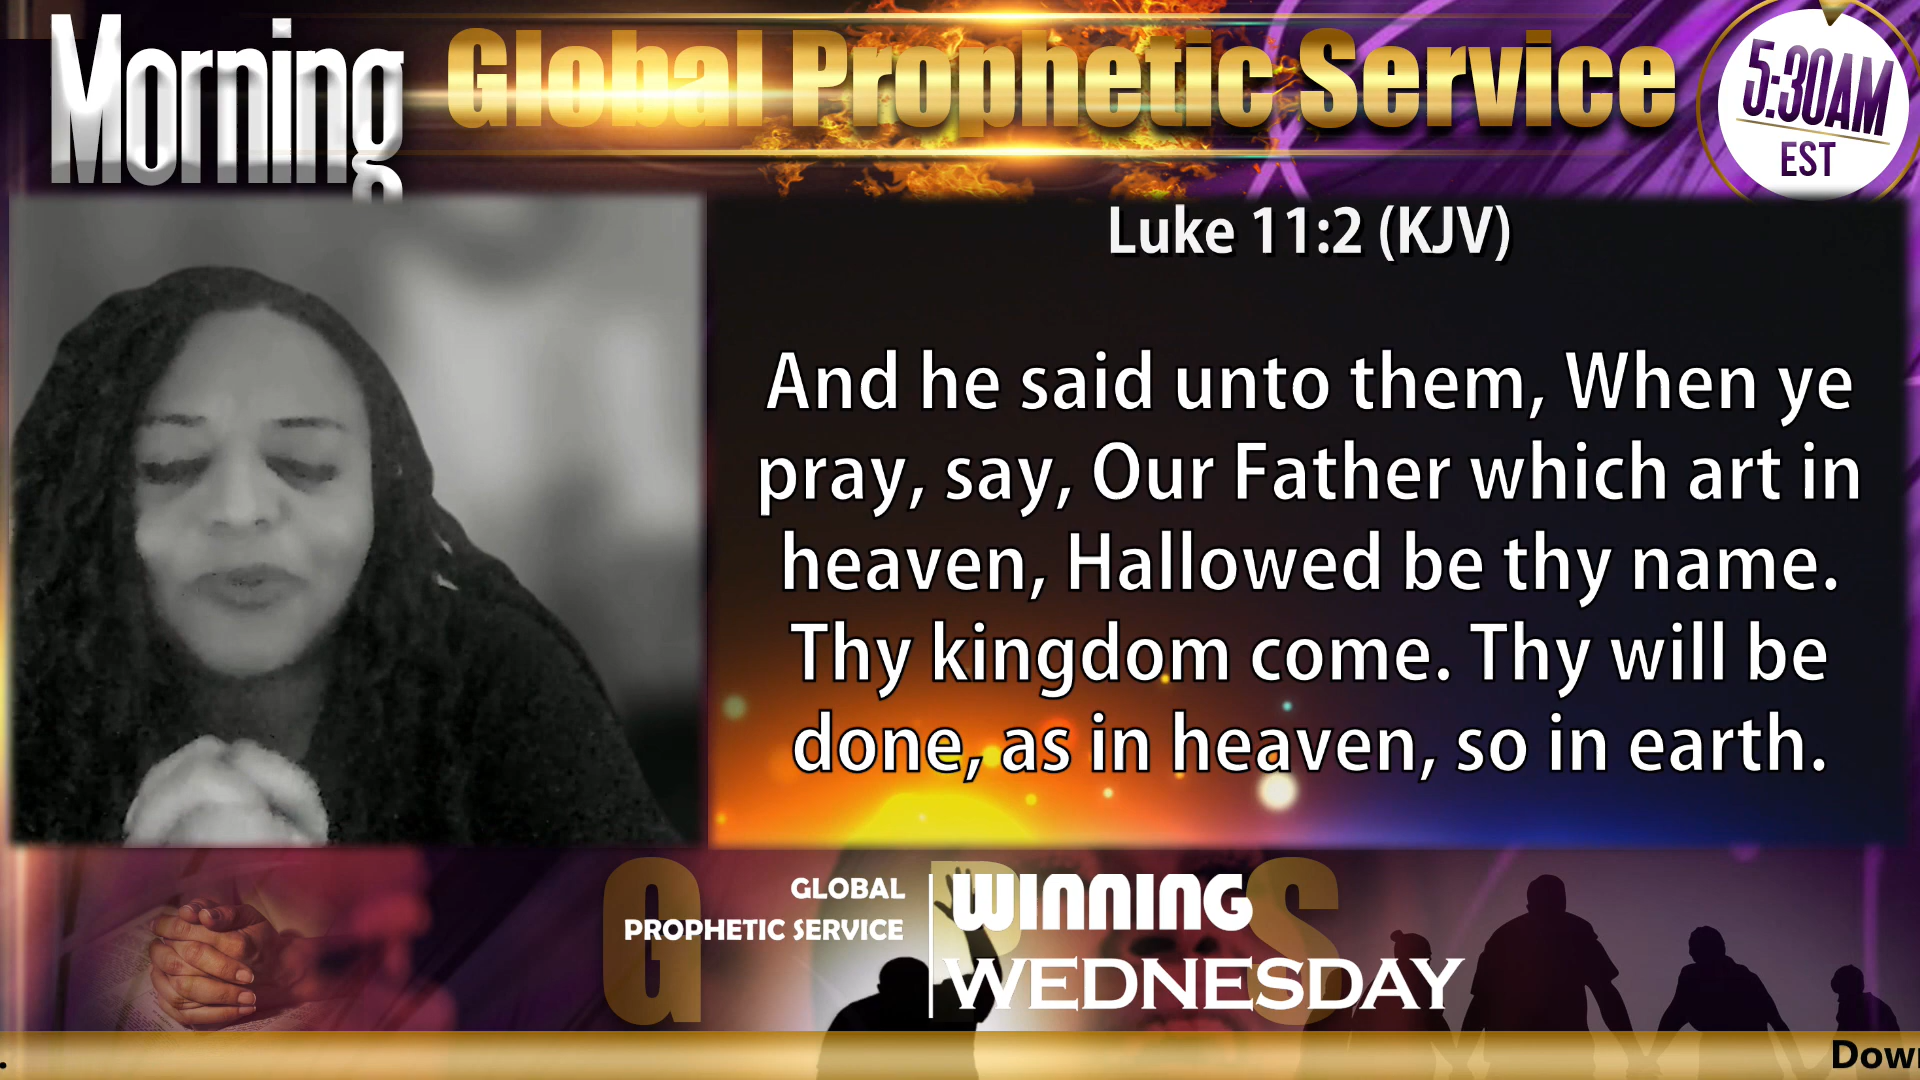 Morning Global Prophetic Service
5:30AM
EST
Luke 11:2 (KJV)
And he said unto them, When ye
pray, say, Our Father which art in
heaven, Hallowed be thy name.
Thy kingdom come. Thy will be
done, as in heaven, so in earth.
G P S
GLOBAL
PROPHETIC SERVICE
WINNING
WEDNESDAY